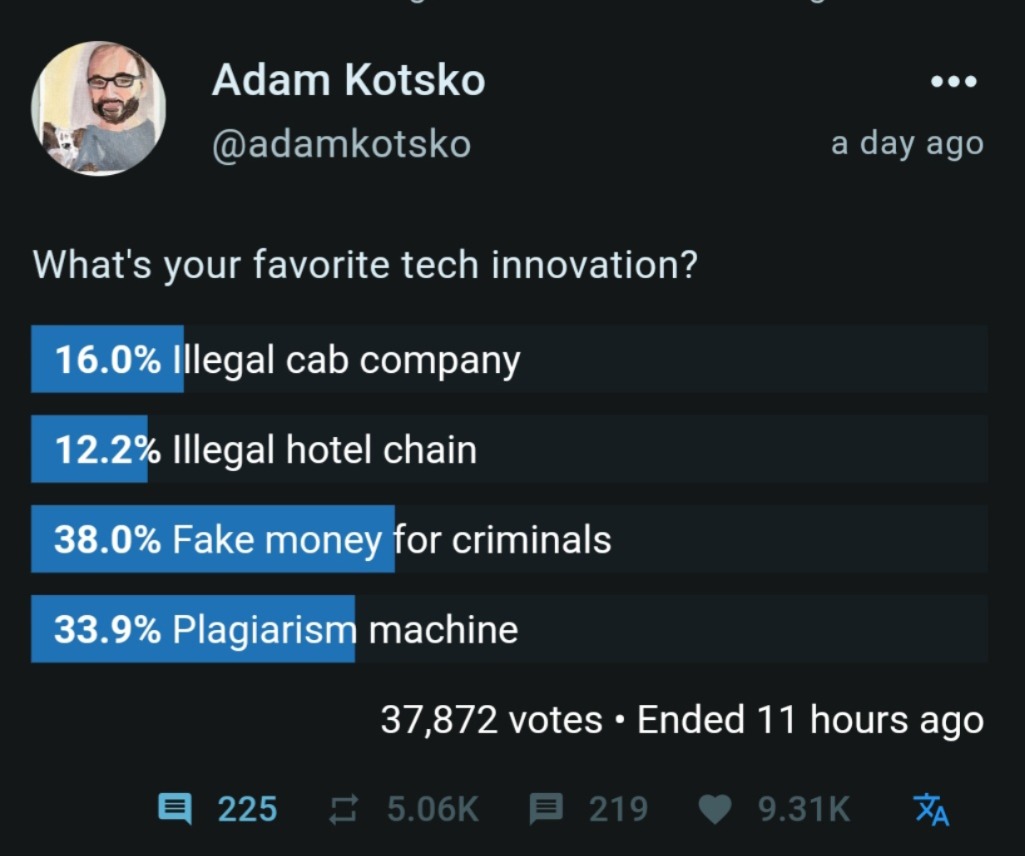 Adam Kotsko
@adamkotsko
a day ago
What's your favorite tech innovation?
16.0% Illegal cab company
12.2% Illegal hotel chain
38.0% Fake money for criminals
33.9% Plagiarism machine
37,872 votes • Ended 11 hours ago
225 5.06K 219 9.31K